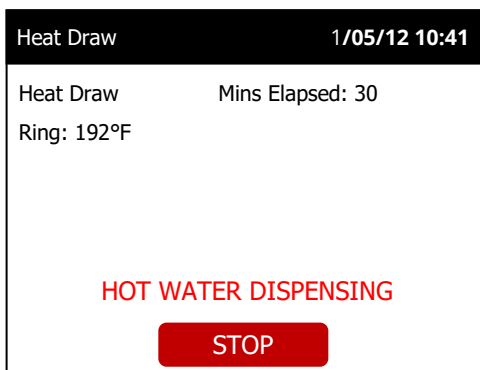 Heat Draw 1/05/12 10:41
Heat Draw Mins Elapsed: 30
Ring: 192°F
HOT WATER DISPENSING
STOP